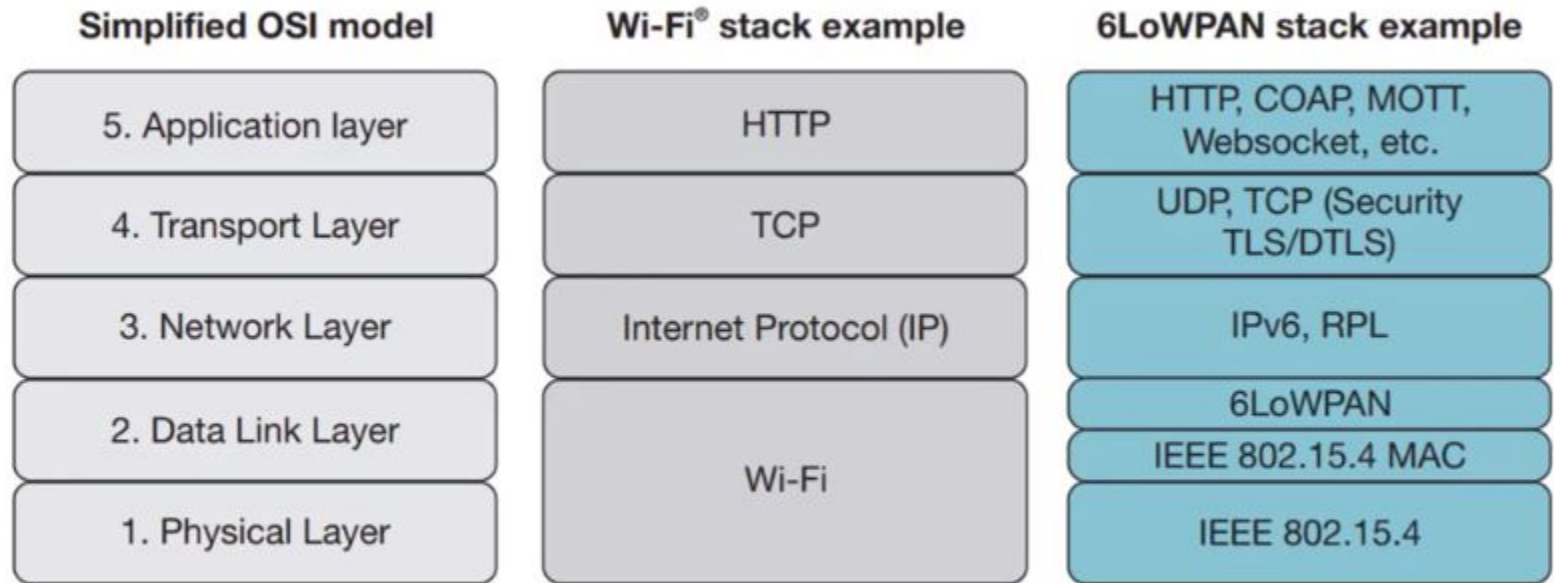 Simplified OSI model
5. Application layer
4. Transport Layer
3. Network Layer
2. Data Link Layer
1. Physical Layer
Wi-Fi® stack example
HTTP
TCP
Internet Protocol (IP)
Wi-Fi
6LoWPAN stack example
HTTP, COAP, MOTT,
Websocket, etc.
UDP, TCP (Security
TLS/DTLS)
IPv6, RPL
6LoWPAN
IEEE 802.15.4 MAC
IEEE 802.15.4